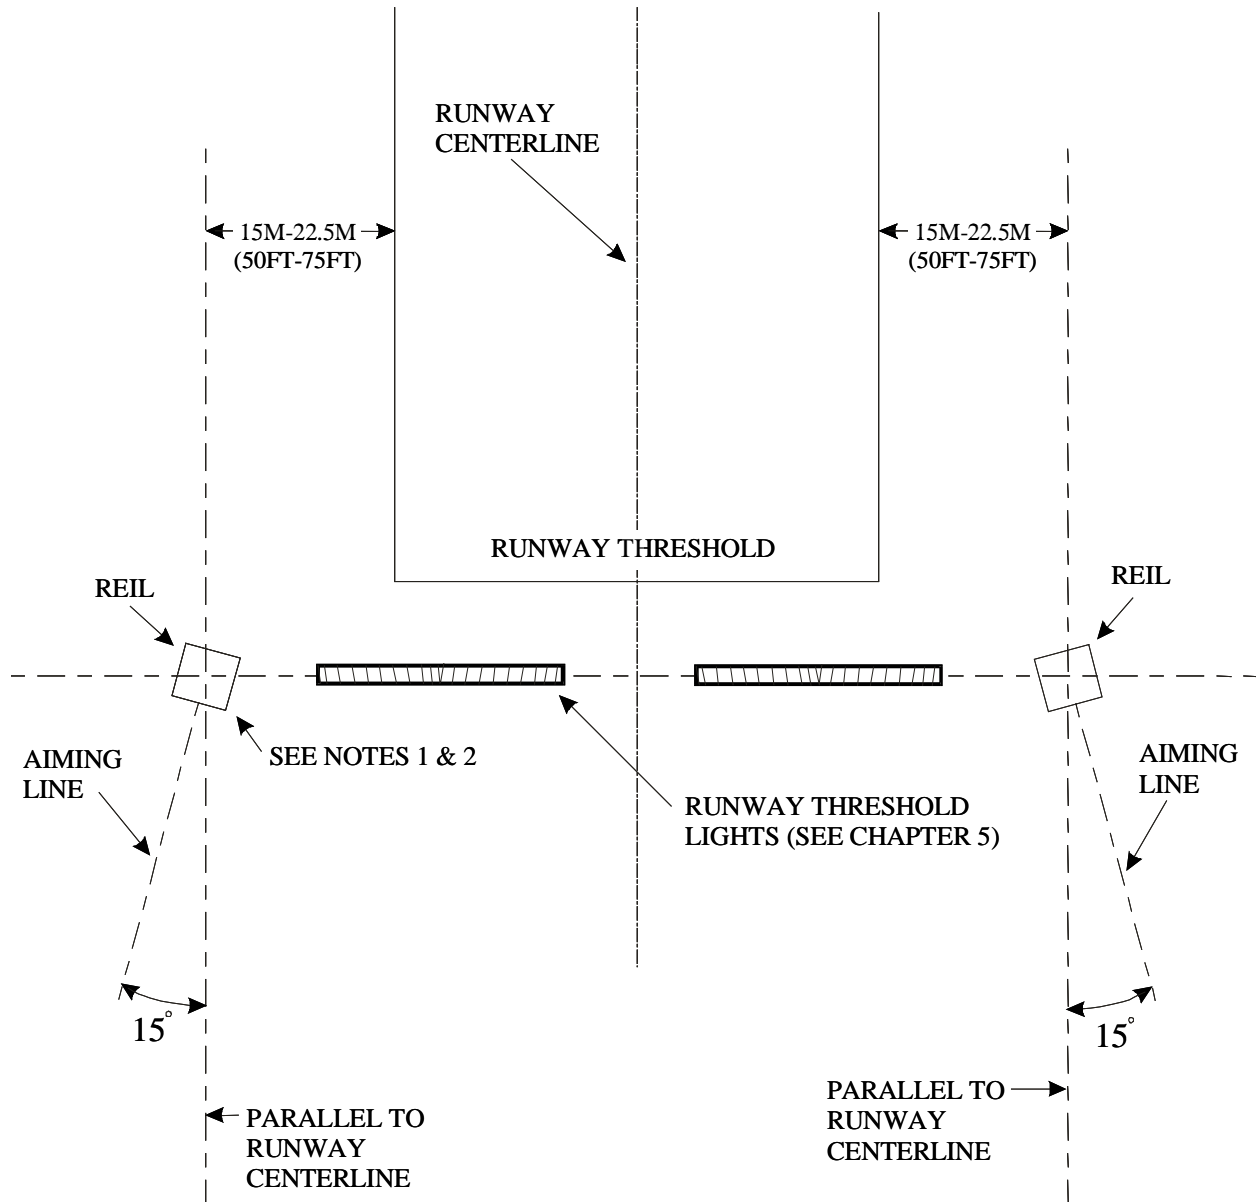 RUNWAY
CENTERLINE
15M-22.5M
(50FT-75FT)
15M-22.5M
(50FT-75FT)
RUNWAY THRESHOLD
REIL
REIL
SEE NOTES 1 & 2
AIMING
LINE
AIMING
LINE
RUNWAY THRESHOLD
LIGHTS (SEE CHAPTER 5)
15°
15°
PARALLEL TO
RUNWAY
CENTERLINE
PARALLEL TO
RUNWAY
CENTERLINE